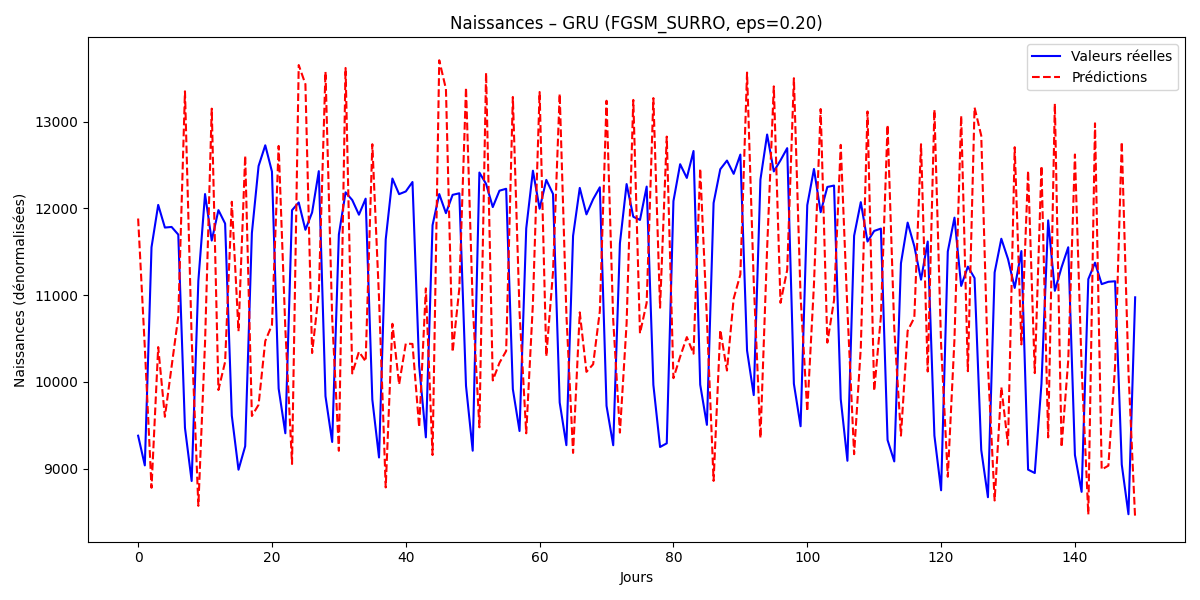 Naissances – GRU (FGSM_SURRO, eps=0.20)
Valeurs réelles
Prédictions
Naissances (dénormalisées)
13000
12000
11000
10000
9000
0 20 40 60 80 100 120 140
Jours